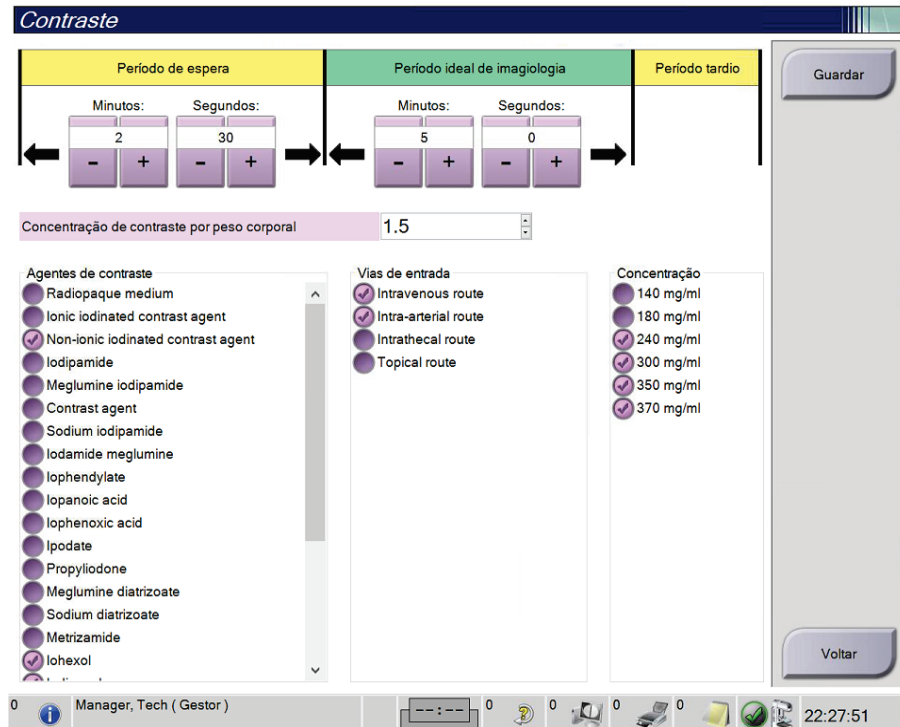 Contraste
Período de espera
Período ideal de imagiologia
Período tardio
Guardar
Minutos:
Segundos:
Minutos:
Segundos:
2
30
5
0
-
+
-
+
-
+
-
+
Concentração de contraste por peso corporal
1.5
Agentes de contraste
Radiopaque medium
Ionic iodinated contrast agent
Non-ionic iodinated contrast agent
Iodipamide
Meglumine iodipamide
Contrast agent
Sodium iodipamide
Iodamide meglumine
Iophendylate
Iopanoic acid
Iophenoxic acid
Ipodate
Propyliodone
Meglumine diatrizoate
Sodium diatrizoate
Metrizamide
Iohexol
Vias de entrada
Intravenous route
Intra-arterial route
Intrathecal route
Topical route
Concentração
140 mg/ml
180 mg/ml
240 mg/ml
300 mg/ml
350 mg/ml
370 mg/ml
Voltar
0
Manager, Tech ( Gestor )
--:--
0
0
0
0
22:27:51